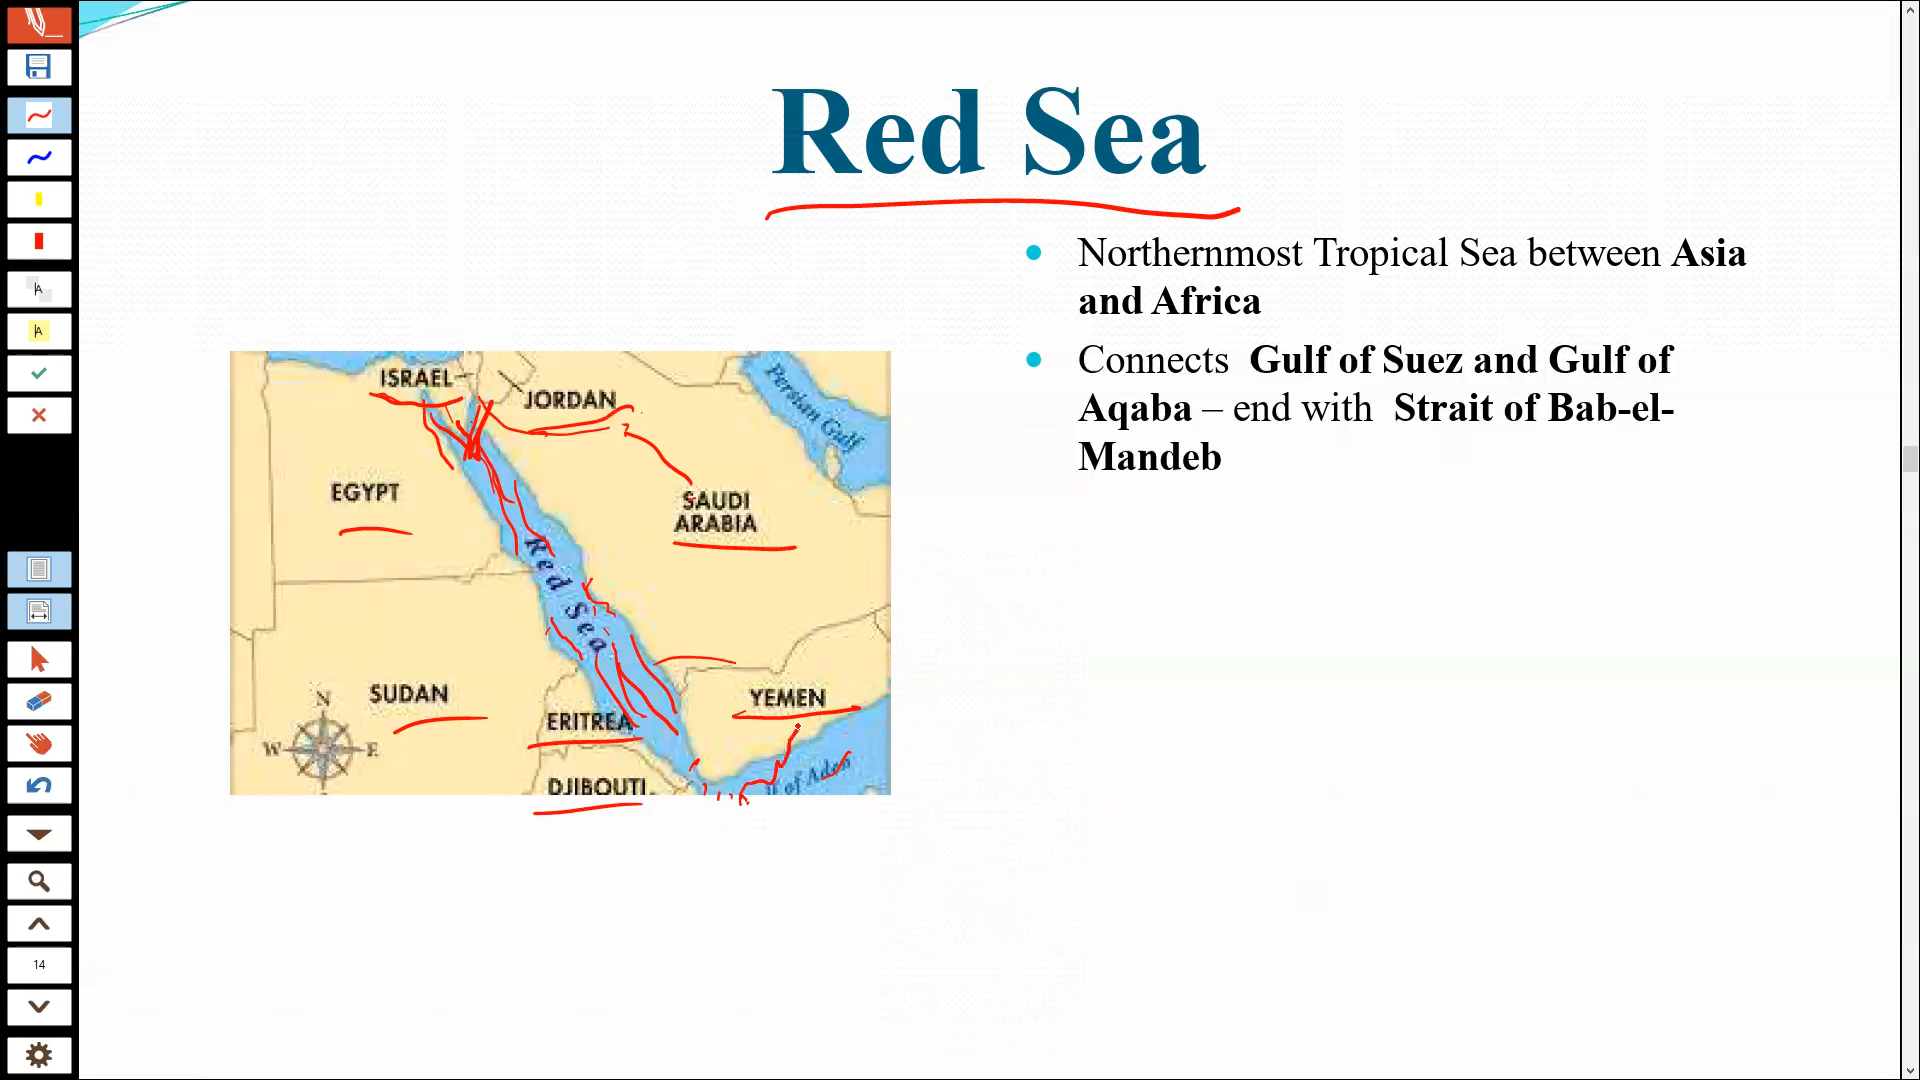 Red Sea
Northernmost Tropical Sea between Asia
and Africa
Connects Gulf of Suez and Gulf of
Aqaba – end with Strait of Bab-el-
Mandeb
ISRAEL
JORDAN
Persian Gulf
EGYPT
SAUDI
ARABIA
Red Sea
SUDAN
ERITREA
YEMEN
N
W E
DJIBOUTI
of Aden
A
A
14